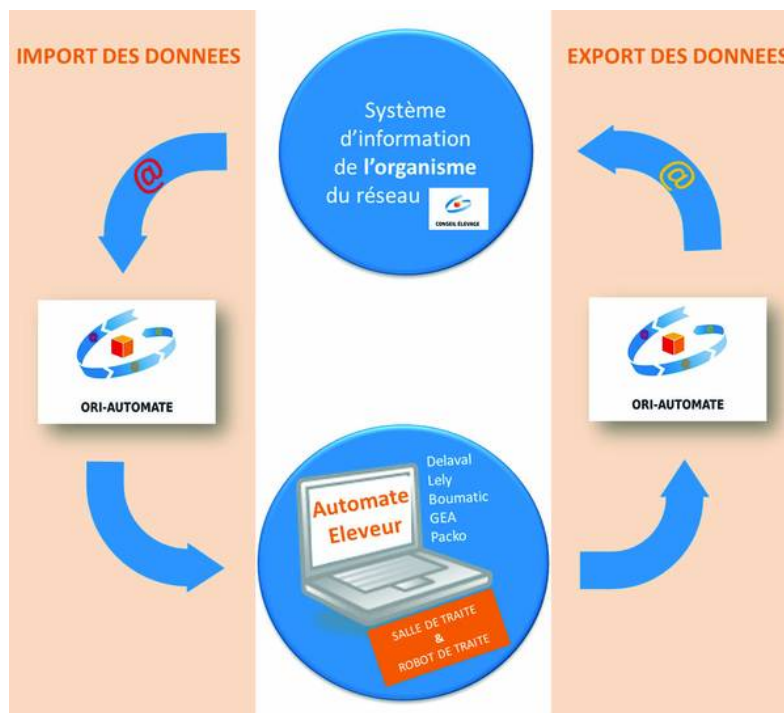 IMPORT DES DONNEES
EXPORT DES DONNEES
Système
d'information
de l'organisme
du réseau
CONSEIL ÉLEVAGE
@
@
ORI-AUTOMATE
ORI-AUTOMATE
Automate
Eleveur
Delaval
Lely
Boumatic
GEA
Packo
SALLE DE TRAITE
&
ROBOT DE TRAITE